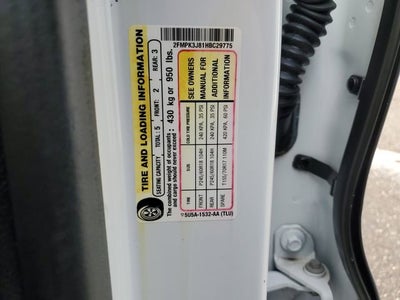 2FMPK3J81HBC29775
TIRE AND LOADING INFORMATION
SEATING CAPACITY TOTAL : 5 FRONT: 2 REAR: 3
The combined weight of occupants
and cargo should never exceed : 430 kg or 950 lbs.
TIRE SIZE COLD TIRE PRESSURE
FRONT P245/60R18 104H 240 KPA, 35 PSI
REAR P245/60R18 104H 240 KPA, 35 PSI
SPARE T155/70R17 110M 420 KPA, 60 PSI
SEE OWNERS
MANUAL FOR
ADDITIONAL
INFORMATION
5U5A-1532-AA (TLU)